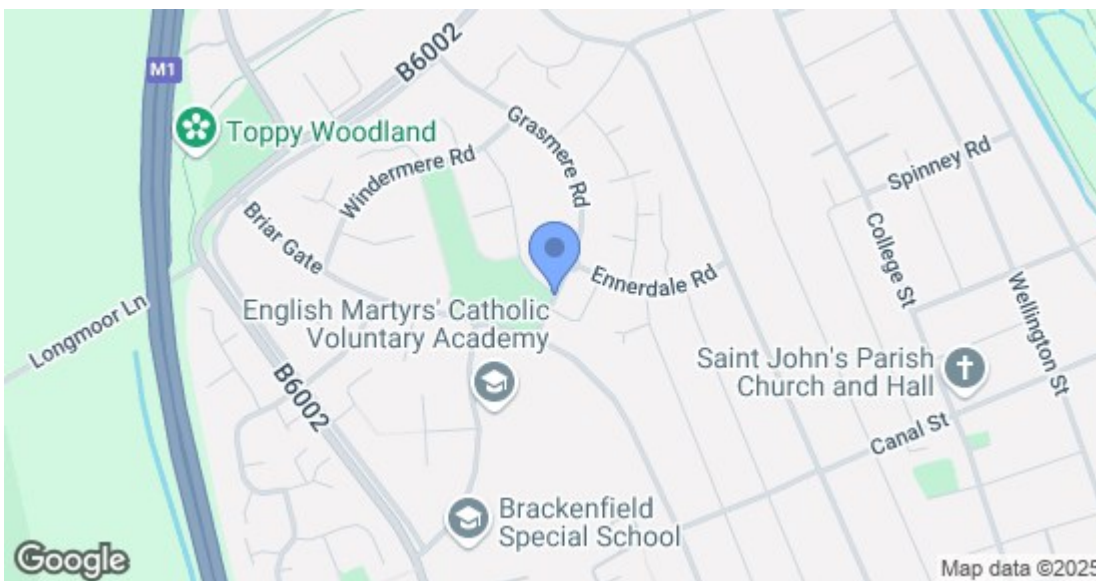 M1
B6002
Toppy Woodland
Grasmere Rd
Windermere Rd
Spinney Rd
Briar Gate
College St
Ennerdale Rd
Wellington St
Longmoor Ln
English Martyrs' Catholic
Voluntary Academy
Saint John's Parish
Church and Hall
B6002
Canal St
Brackenfield
Special School
Google
Map data ©2025